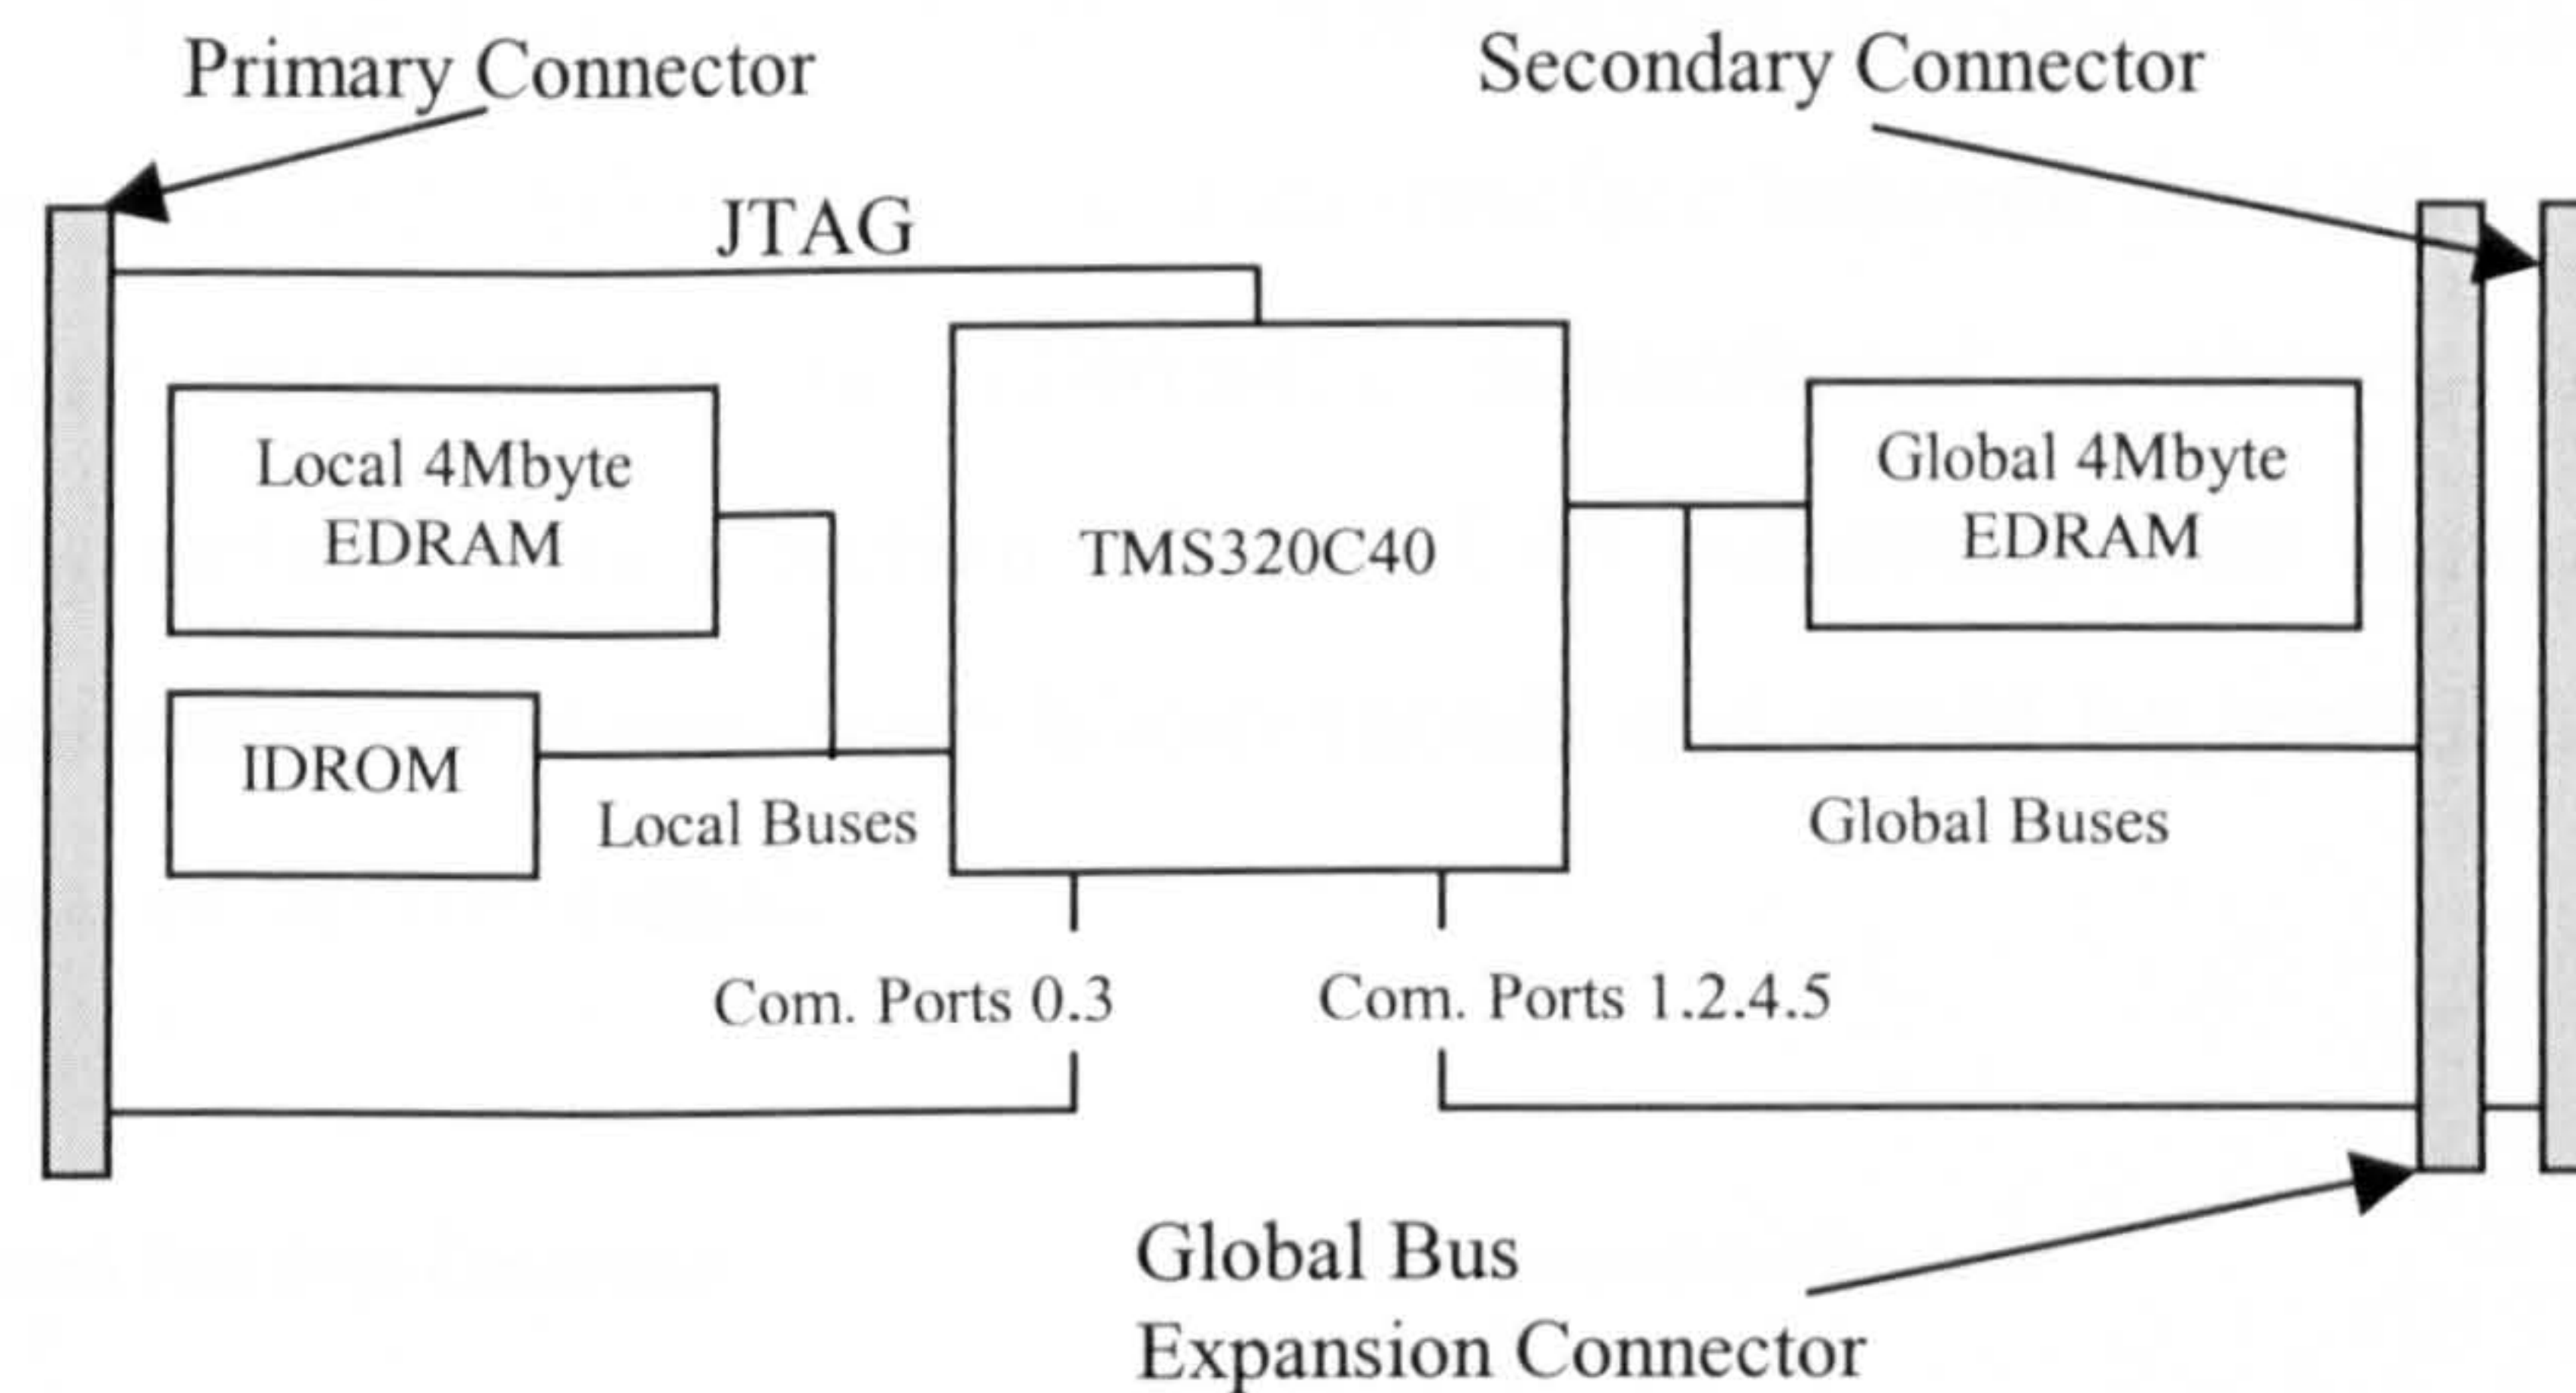 Primary Connector
Secondary Connector
JTAG
Local 4Mbyte
EDRAM
TMS320C40
Global 4Mbyte
EDRAM
IDROM
Local Buses
Global Buses
Com. Ports 0.3
Com. Ports 1.2.4.5
Global Bus
Expansion Connector